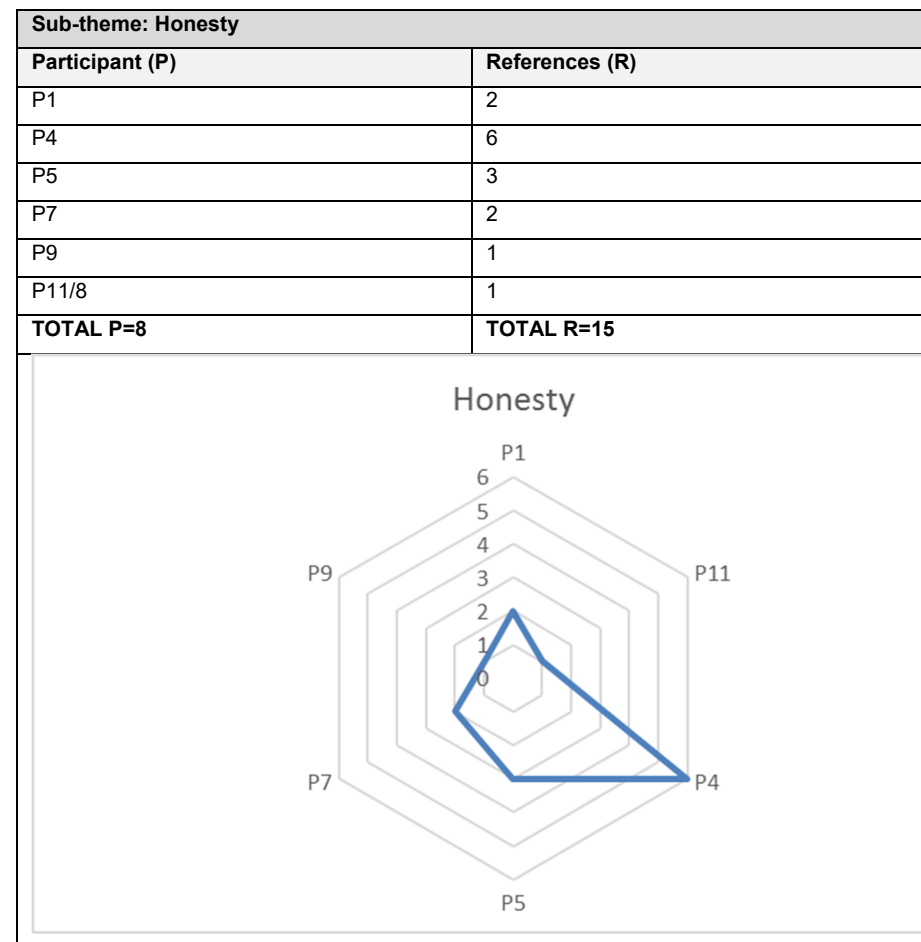 Sub-theme: Honesty
Participant (P) References (R)
P1 2
P4 6
P5 3
P7 2
P9 1
P11/8 1
TOTAL P=8 TOTAL R=15
Honesty
P1
6
5
4
P9 P11
3
2
1
0
P7 P4
P5